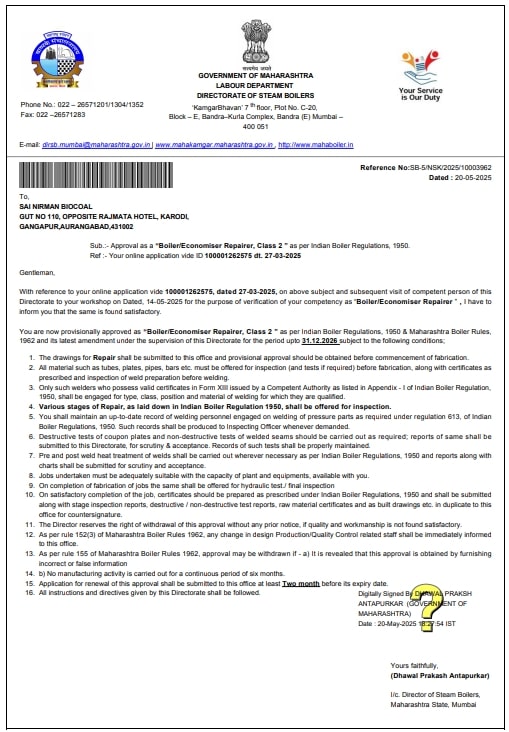 सत्यमेव जयते
GOVERNMENT OF MAHARASHTRA
LABOUR DEPARTMENT
DIRECTORATE OF STEAM BOILERS
Your Service
is Our Duty
Phone No.: 022 – 26571201/1304/1352
Fax: 022 –26571283
'KamgarBhavan' 7 th floor, Plot No. C-20,
Block – E, Bandra–Kurla Complex, Bandra (E) Mumbai –
400 051
E-mail: dirsb.mumbai@maharashtra.gov.in | www.mahakamgar.maharashtra.gov.in , http://www.mahaboiler.in
Reference No:SB-5/NSK/2025/10003962
Dated : 20-05-2025
To,
SAI NIRMAN BIOCOAL
GUT NO 110, OPPOSITE RAJMATA HOTEL, KARODI,
GANGAPUR,AURANGABAD,431002
Sub.:- Approval as a "Boiler/Economiser Repairer, Class 2 " as per Indian Boiler Regulations, 1950.
Ref :- Your online application vide ID 100001262575 dt. 27-03-2025
Gentleman,
With reference to your online application vide 100001262575, dated 27-03-2025, on above subject and subsequent visit of competent person of this
Directorate to your workshop on Dated, 14-05-2025 for the purpose of verification of your competency as "Boiler/Economiser Repairer " , I have to
inform you that the same is found satisfactory.
You are now provisionally approved as "Boiler/Economiser Repairer, Class 2 " as per Indian Boiler Regulations, 1950 & Maharashtra Boiler Rules,
1962 and its latest amendment under the supervision of this Directorate for the period upto 31.12.2026 subject to the following conditions;
1. The drawings for Repair shall be submitted to this office and provisional approval should be obtained before commencement of fabrication.
2. All material such as tubes, plates, pipes, bars etc. must be offered for inspection (and tests if required) before fabrication, along with certificates as
prescribed and inspection of weld preparation before welding.
3. Only such welders who possess valid certificates in Form XIII issued by a Competent Authority as listed in Appendix - I of Indian Boiler Regulation,
1950, shall be engaged for type, class, position and material of welding for which they are qualified.
4. Various stages of Repair, as laid down in Indian Boiler Regulation 1950, shall be offered for inspection.
5. You shall maintain an up-to-date record of welding personnel engaged on welding of pressure parts as required under regulation 613, of Indian
Boiler Regulations, 1950. Such records shall be produced to Inspecting Officer whenever demanded.
6. Destructive tests of coupon plates and non-destructive tests of welded seams should be carried out as required; reports of same shall be
submitted to this Directorate, for scrutiny & acceptance. Records of such tests shall be properly maintained.
7. Pre and post weld heat treatment of welds shall be carried out wherever necessary as per Indian Boiler Regulations, 1950 and reports along with
charts shall be submitted for scrutiny and acceptance.
8. Jobs undertaken must be adequately suitable with the capacity of plant and equipments, available with you.
9. On completion of fabrication of jobs the same shall be offered for hydraulic test./ final inspection
10. On satisfactory completion of the job, certificates should be prepared as prescribed under Indian Boiler Regulations, 1950 and shall be submitted
along with stage inspection reports, destructive / non-destructive test reports, raw material certificates and as built drawings etc. in duplicate to this
office for countersignature.
11. The Director reserves the right of withdrawal of this approval without any prior notice, if quality and workmanship is not found satisfactory.
12. As per rule 152(3) of Maharashtra Boiler Rules 1962, any change in design Production/Quality Control related staff shall be immediately informed
to this office.
13. As per rule 155 of Maharashtra Boiler Rules 1962, approval may be withdrawn if - a) It is revealed that this approval is obtained by furnishing
incorrect or false information
14. b) No manufacturing activity is carried out for a continuous period of six months.
15. Application for renewal of this approval shall be submitted to this office at least Two month before its expiry date.
16. All instructions and directives given by this Directorate shall be followed.
Digitally Signed By DHAWAL PRAKSH
ANTAPURKAR (GOVERNMENT OF
MAHARASHTRA)
Date : 20-May-2025 18:27:54 IST
Yours faithfully,
(Dhawal Prakash Antapurkar)
I/c. Director of Steam Boilers,
Maharashtra State, Mumbai